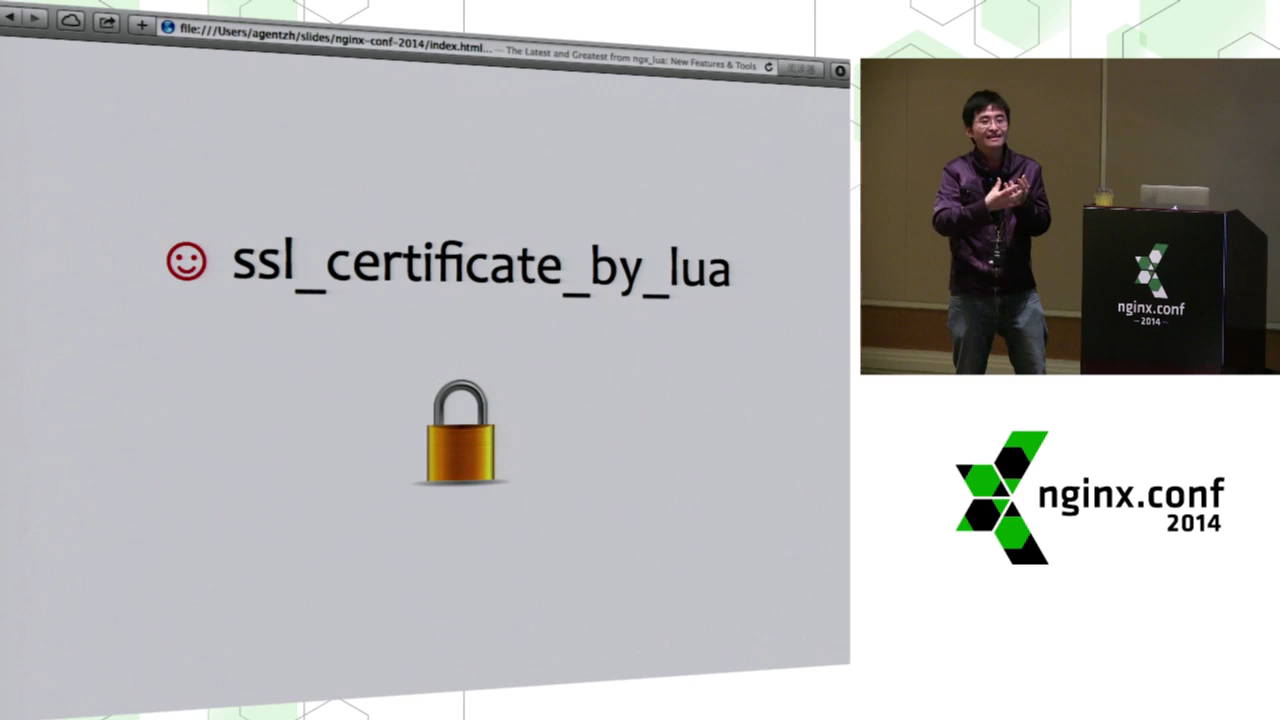 file:///Users/agentzh/slides/nginx-conf-2014/index.html... — The Latest and Greatest from ngx_lua: New Features & Tools
ssl_certificate_by_lua
nginx.conf
—2014—
nginx.conf
2014